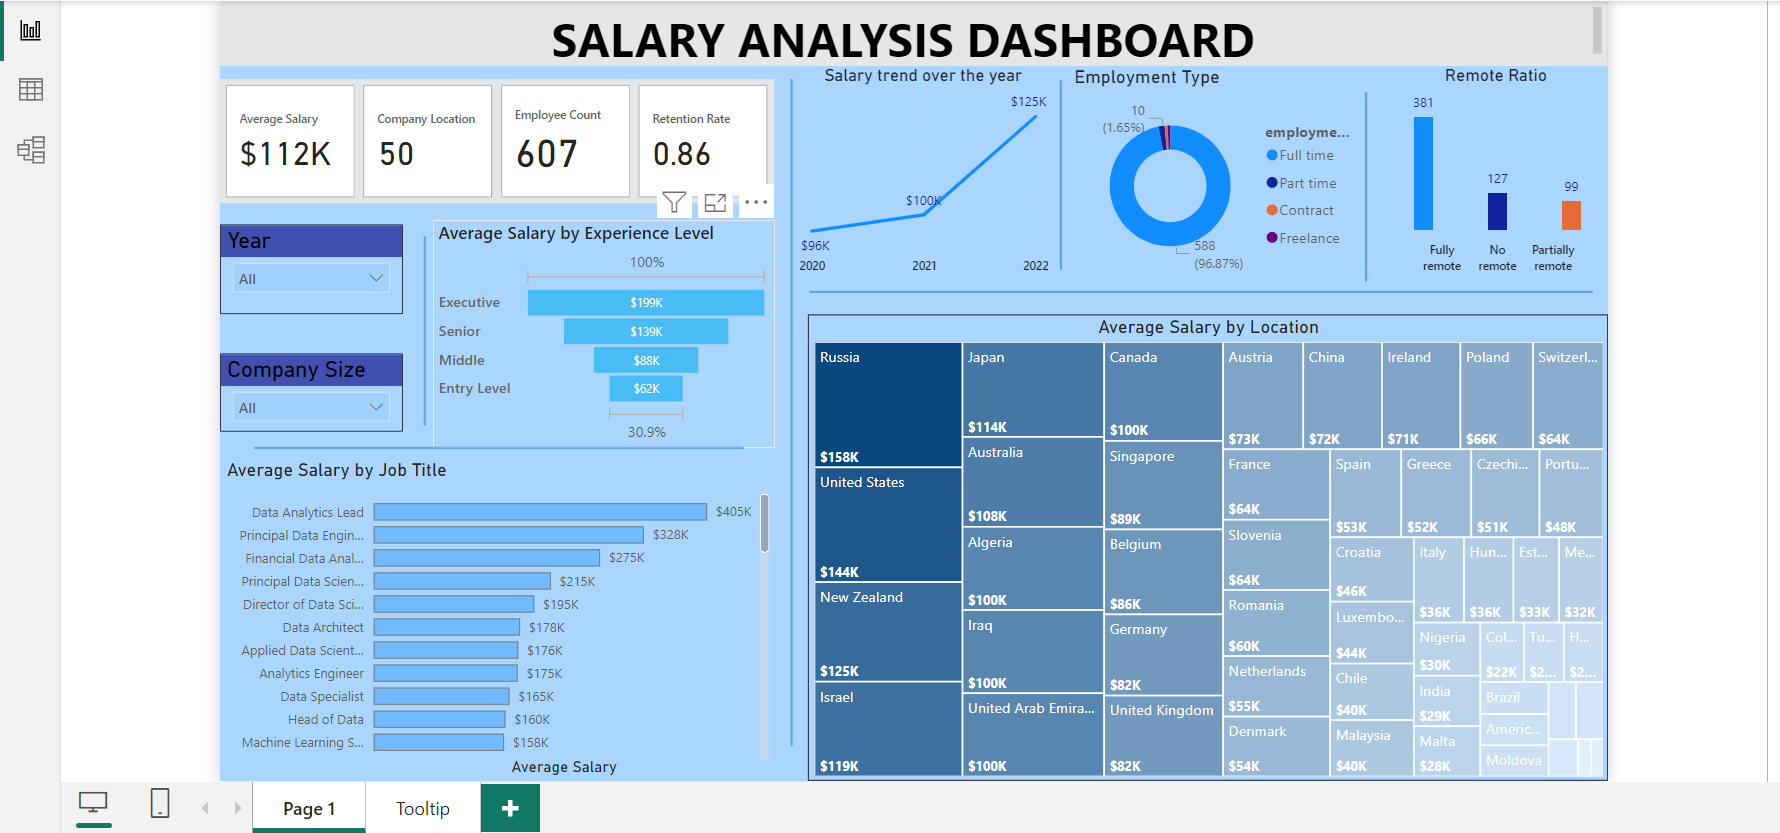 SALARY ANALYSIS DASHBOARD
Average Salary
$112K
Company Location
50
Employee Count
607
Retention Rate
0.86
Year
All
Company Size
All
Average Salary by Experience Level
100%
Executive
$199K
Senior
$139K
Middle
$88K
Entry Level
$62K
30.9%
Average Salary by Job Title
Data Analytics Lead
$405K
Principal Data Engin...
$328K
Financial Data Anal...
$275K
Principal Data Scien...
$215K
Director of Data Sci...
$195K
Data Architect
$178K
Applied Data Scient...
$176K
Analytics Engineer
$175K
Data Specialist
$165K
Head of Data
$160K
Machine Learning S...
$158K
Average Salary
Salary trend over the year
$125K
$100K
$96K
2020
2021
2022
Employment Type
10
(1.65%)
588
(96.87%)
employme...
Full time
Part time
Contract
Freelance
Remote Ratio
381
127
99
Fully
remote
No
remote
Partially
remote
Average Salary by Location
Russia
$158K
United States
$144K
New Zealand
$125K
Israel
$119K
Japan
$114K
Australia
$108K
Algeria
$100K
Iraq
$100K
United Arab Emira...
$100K
Canada
$100K
Singapore
$89K
Belgium
$86K
Germany
$82K
United Kingdom
$82K
Austria
$73K
China
$72K
Ireland
$71K
Poland
$66K
Switzerl...
$64K
France
$64K
Slovenia
$64K
Romania
$60K
Netherlands
$55K
Denmark
$54K
Spain
$53K
Greece
$52K
Czechi...
$51K
Portu...
$48K
Croatia
$46K
Luxembo...
$44K
Chile
$40K
Malaysia
$40K
Italy
$36K
Hun...
$36K
Est...
$33K
Me...
$32K
Nigeria
$30K
India
$29K
Malta
$28K
Col...
$22K
Tu...
$2...
H...
$2...
Brazil
Americ...
Moldova
Page 1
Tooltip